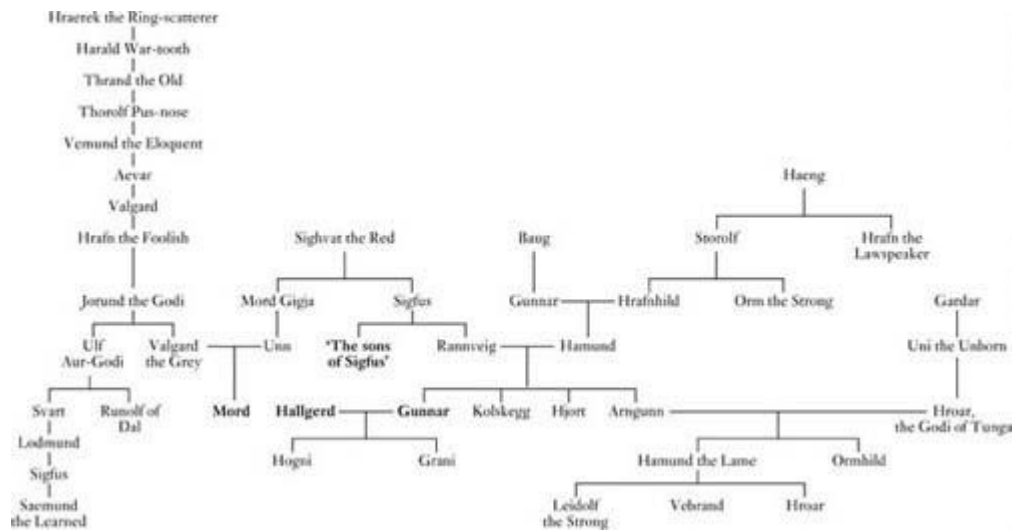 Hraerek the Ring-scatterer
Harald War-tooth
Thrand the Old
Thorolf Pus-nose
Vemund the Eloquent
Aevar
Haeng
Valgard
Hrafn the Foolish
Sighvat the Red
Baug
Storolf
Hrafn the
Lawspeaker
Jorund the Godi
Mord Gigja
Sigfus
Gunnar
Hrafnhild
Orm the Strong
Gardar
Ulf
Aur-Godi
Valgard
the Grey
Unn
'The sons
of Sigfus'
Rannveig
Hamund
Uni the Unborn
Svart
Runolf of
Dal
Mord
Hallgerd
Gunnar
Kolskegg
Hjort
Arngunn
Hroar,
the Godi of Tunga
Lodmund
Hogni
Grani
Hamund the Lame
Ormhild
Sigfus
Saemund
the Learned
Leidolf
the Strong
Vebrand
Hroar